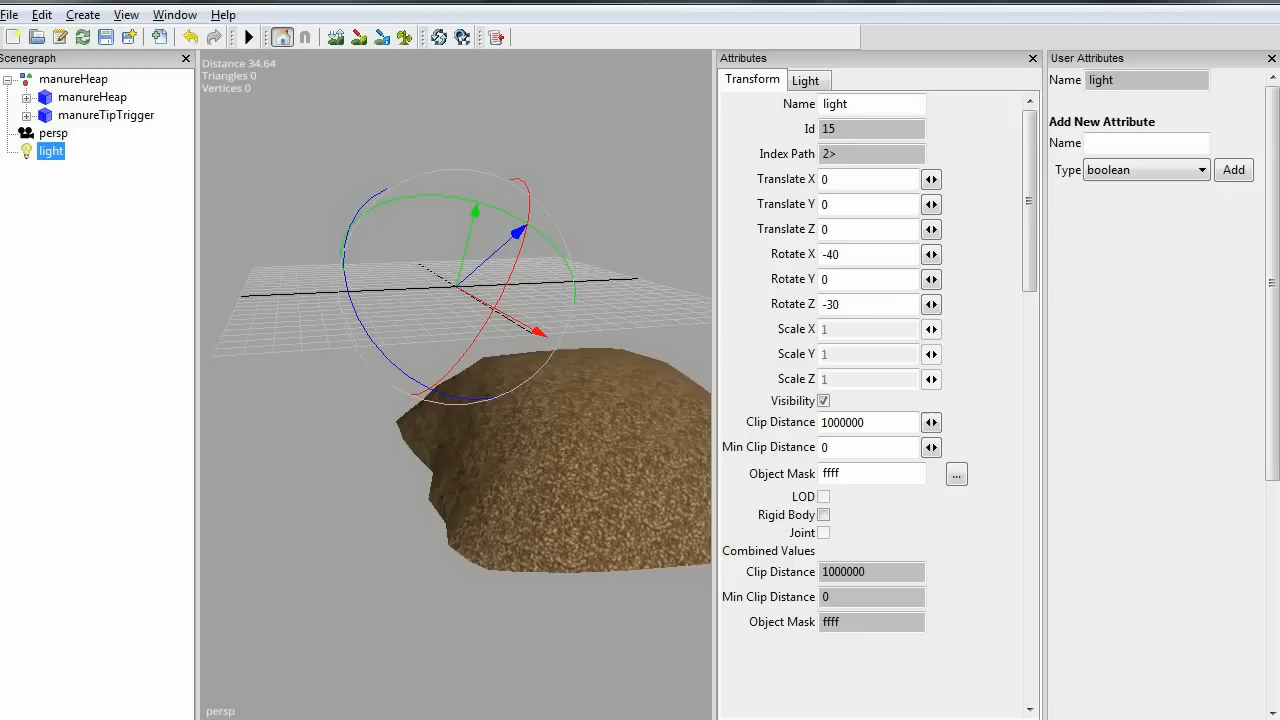 File Edit Create View Window Help
Scenegraph
manureHeap
manureHeap
manureTipTrigger
persp
light
Distance 34.64
Triangles 0
Vertices 0
persp
Attributes
Transform Light
Name light
Id 15
Index Path 2>
Translate X 0
Translate Y 0
Translate Z 0
Rotate X -40
Rotate Y 0
Rotate Z -30
Scale X 1
Scale Y 1
Scale Z 1
Visibility
Clip Distance 1000000
Min Clip Distance 0
Object Mask ffff ...
LOD
Rigid Body
Joint
Combined Values
Clip Distance 1000000
Min Clip Distance 0
Object Mask ffff
User Attributes
Name light
Add New Attribute
Name
Type boolean Add